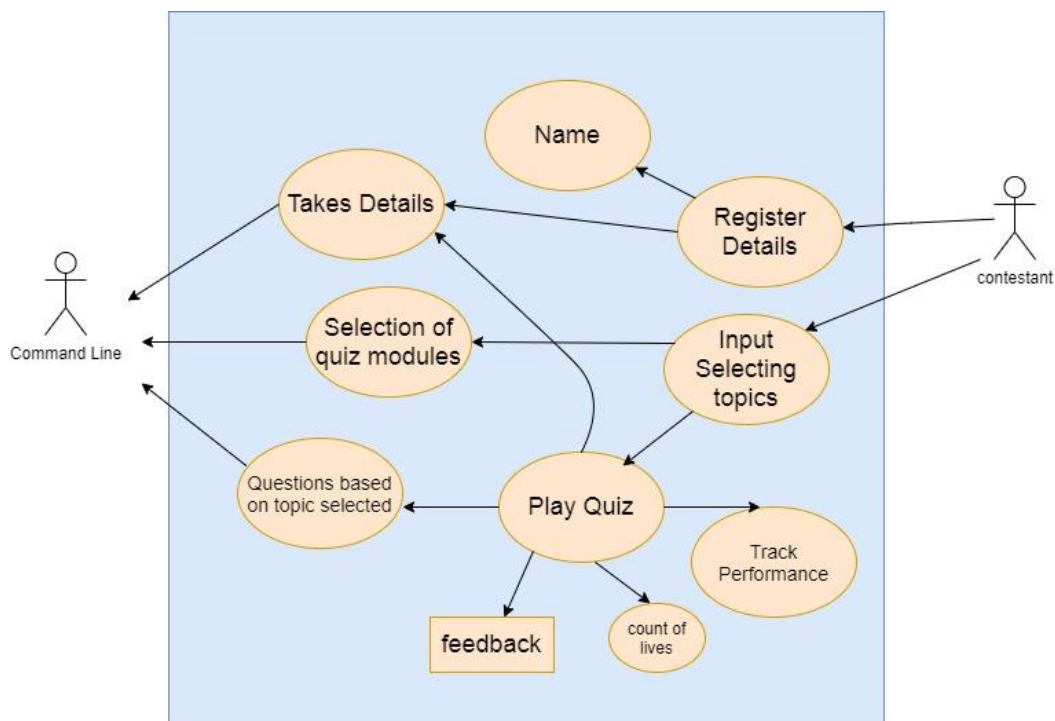 Name
Takes Details
Register
Details
contestant
Command Line
Selection of
quiz modules
Input
Selecting
topics
Questions based
on topic selected
Play Quiz
Track
Performance
feedback
count of
lives